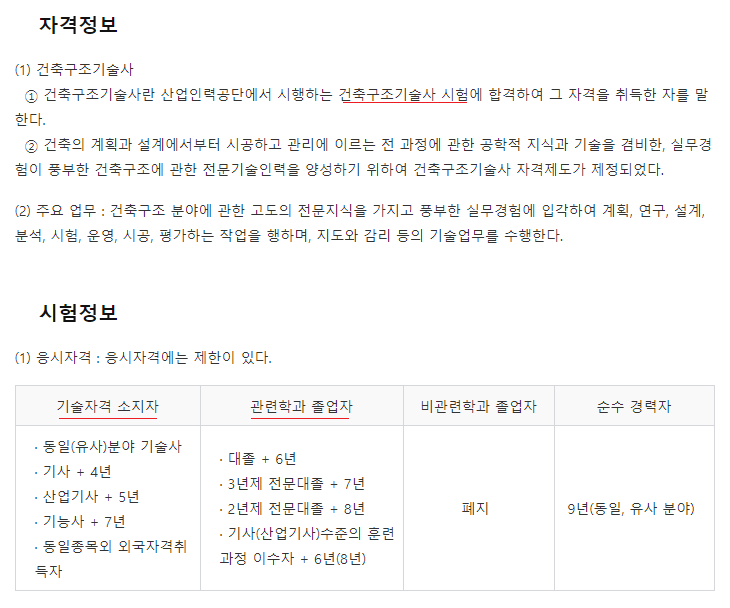 자격정보
(1) 건축구조기술사
① 건축구조기술사란 산업인력공단에서 시행하는 건축구조기술사 시험에 합격하여 그 자격을 취득한 자를 말
한다.
② 건축의 계획과 설계에서부터 시공하고 관리에 이르는 전 과정에 관한 공학적 지식과 기술을 겸비한, 실무경
험이 풍부한 건축구조에 관한 전문기술인력을 양성하기 위하여 건축구조기술사 자격제도가 제정되었다.
(2) 주요 업무 : 건축구조 분야에 관한 고도의 전문지식을 가지고 풍부한 실무경험에 입각하여 계획, 연구, 설계,
분석, 시험, 운영, 시공, 평가하는 작업을 행하며, 지도와 감리 등의 기술업무를 수행한다.
시험정보
(1) 응시자격 : 응시자격에는 제한이 있다.
기술자격 소지자
관련학과 졸업자
비관련학과 졸업자
순수 경력자
· 동일(유사)분야 기술사
· 기사 + 4년
· 산업기사 + 5년
· 기능사 + 7년
· 동일종목외 외국자격취
득자
· 대졸 + 6년
· 3년제 전문대졸 + 7년
· 2년제 전문대졸 + 8년
· 기사(산업기사)수준의 훈련
과정 이수자 + 6년(8년)
폐지
9년(동일, 유사 분야)